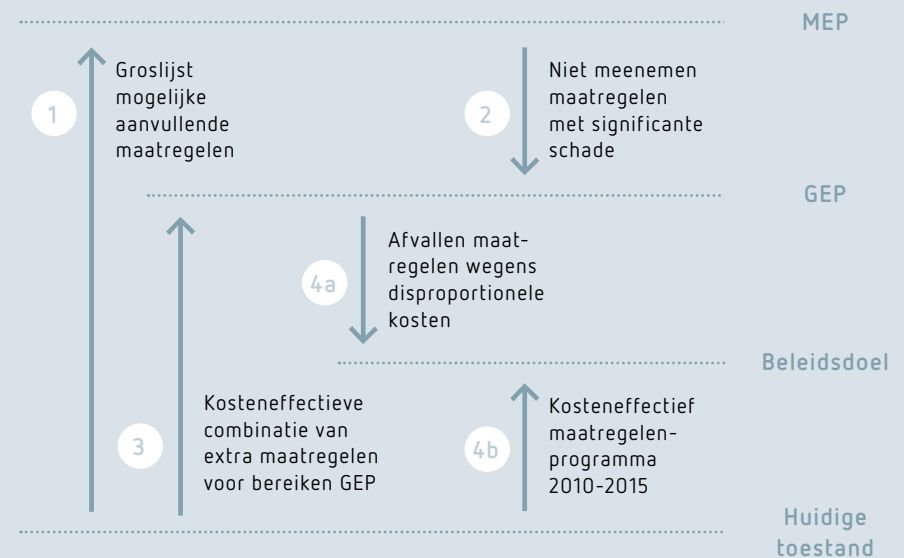 MEP
1
Groslijst
mogelijke
aanvullende
maatregelen
2
Niet meenemen
maatregelen
met significante
schade
GEP
4a
Afvallen maat-
regelen wegens
disproportionele
kosten
Beleidsdoel
3
Kosteneffectieve
combinatie van
extra maatregelen
voor bereiken GEP
4b
Kosteneffectief
maatregelen-
programma
2010-2015
Huidige
toestand